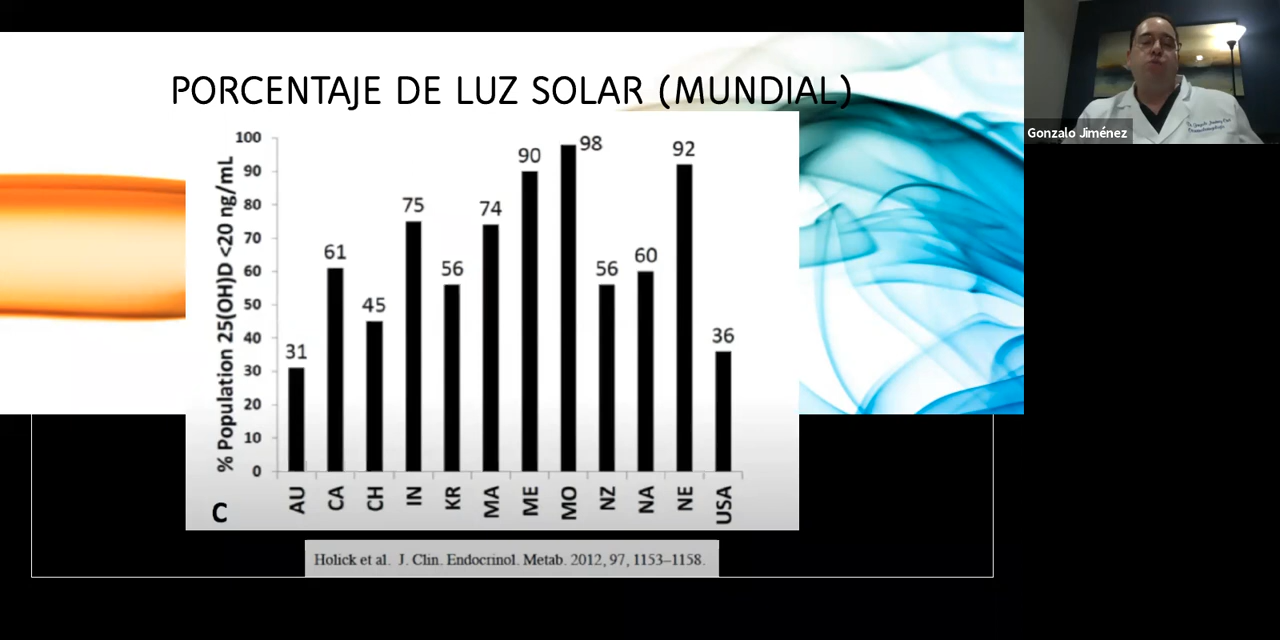 PORCENTAJE DE LUZ SOLAR (MUNDIAL)
% Population 25(OH)D <20 ng/mL
100
90
80
70
60
50
40
30
20
10
0
31
61
45
75
56
74
90
98
56
60
92
36
AU
CA
CH
IN
KR
MA
ME
MO
NZ
NA
NE
USA
C
Holick et al. J. Clin. Endocrinol. Metab. 2012, 97, 1153–1158.
Gonzalo Jiménez